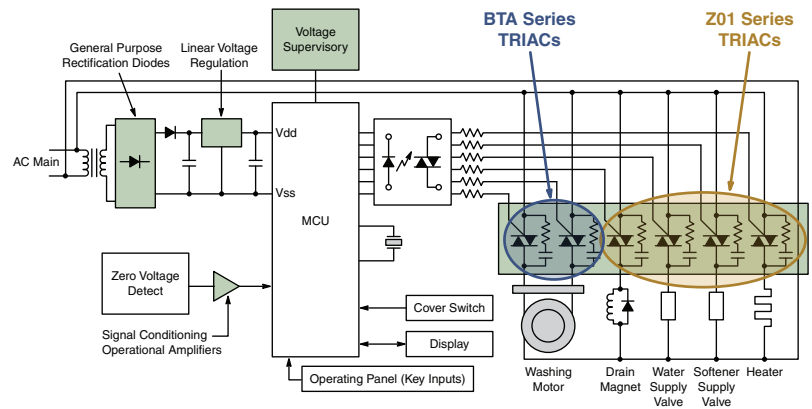 BTA Series
TRIACs
Z01 Series
TRIACs
Voltage
Supervisory
General Purpose
Rectification Diodes
Linear Voltage
Regulation
AC Main
Vdd
Vss
MCU
Zero Voltage
Detect
Signal Conditioning
Operational Amplifiers
Cover Switch
Display
Operating Panel (Key Inputs)
Washing
Motor
Drain
Magnet
Water
Supply
Valve
Softener
Supply
Valve
Heater